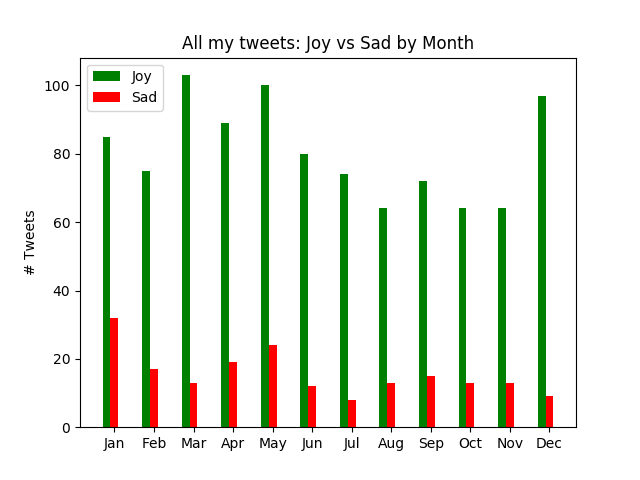 All my tweets: Joy vs Sad by Month
Joy
Sad
# Tweets
100
80
60
40
20
0
Jan Feb Mar Apr May Jun Jul Aug Sep Oct Nov Dec